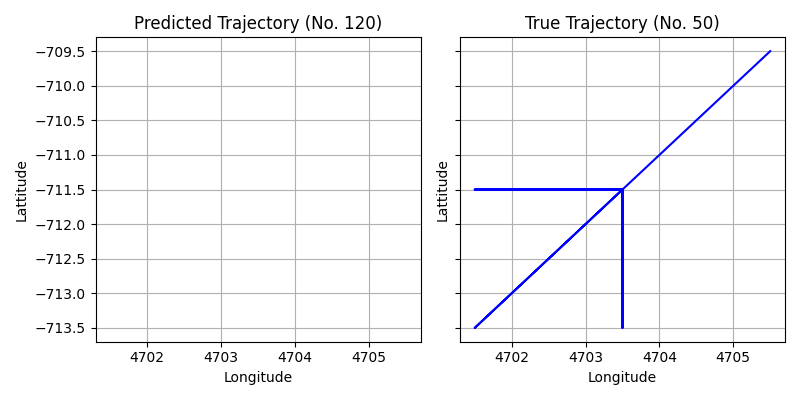 Predicted Trajectory (No. 120)
True Trajectory (No. 50)
Lattitude
−709.5
−710.0
−710.5
−711.0
−711.5
−712.0
−712.5
−713.0
−713.5
4702 4703 4704 4705
Longitude
Lattitude
4702 4703 4704 4705
Longitude